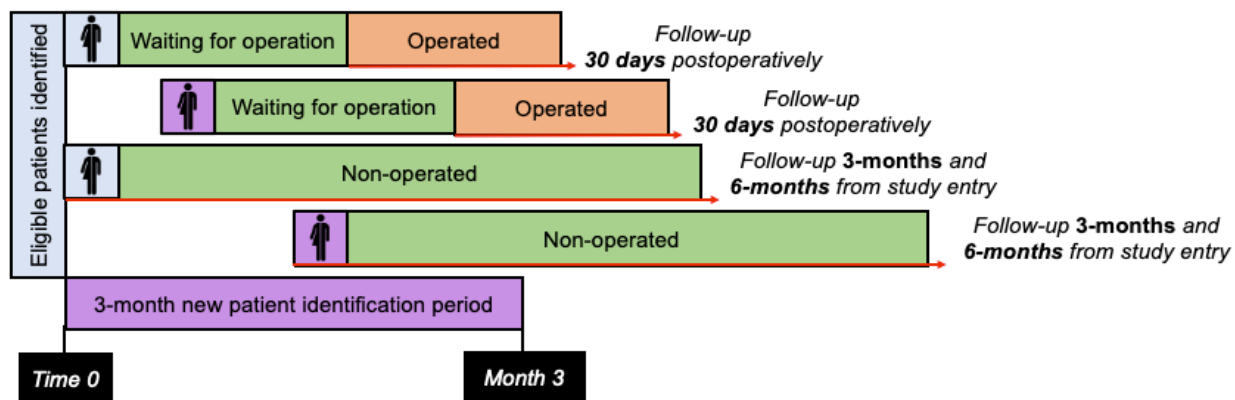 Eligible patients identified
Waiting for operation
Operated
Follow-up
30 days postoperatively
Waiting for operation
Operated
Follow-up
30 days postoperatively
Non-operated
Follow-up 3-months and
6-months from study entry
Non-operated
Follow-up 3-months and
6-months from study entry
3-month new patient identification period
Time 0
Month 3